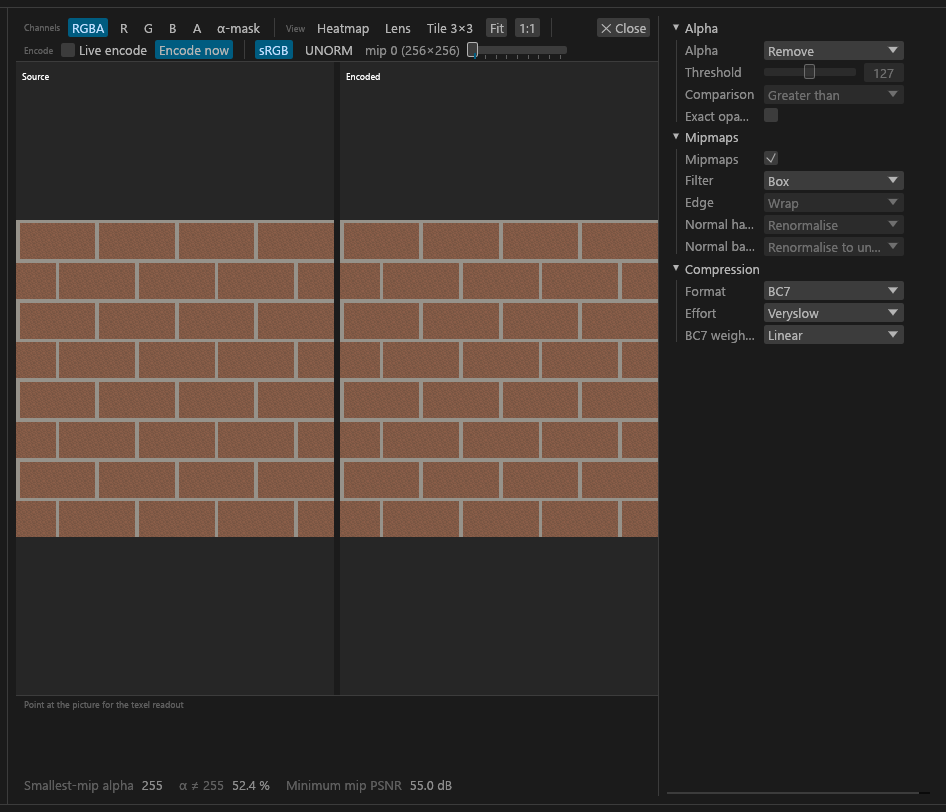 Channels RGBA R G B A α-mask View Heatmap Lens Tile 3×3 Fit 1:1 × Close
Encode Live encode Encode now sRGB UNORM mip 0 (256×256)
Source
Encoded
Point at the picture for the texel readout
Smallest-mip alpha 255 α ≠ 255 52.4 % Minimum mip PSNR 55.0 dB
Alpha
Alpha Remove
Threshold 127
Comparison Greater than
Exact opa...
Mipmaps
Mipmaps
Filter Box
Edge Wrap
Normal ha... Renormalise
Normal ba... Renormalise to un...
Compression
Format BC7
Effort Veryslow
BC7 weigh... Linear